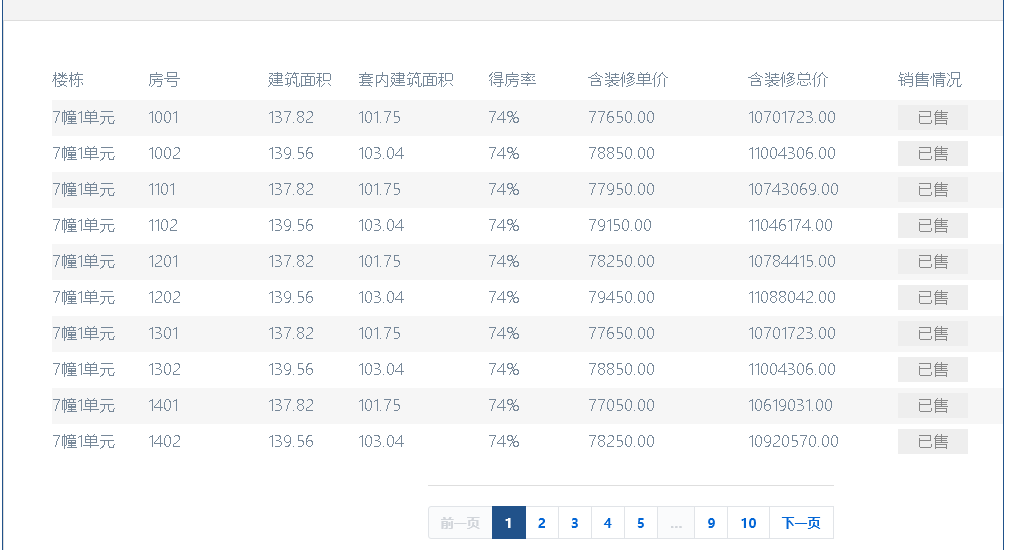 楼栋 房号 建筑面积 套内建筑面积 得房率 含装修单价 含装修总价 销售情况
7幢1单元 1001 137.82 101.75 74% 77650.00 10701723.00 已售
7幢1单元 1002 139.56 103.04 74% 78850.00 11004306.00 已售
7幢1单元 1101 137.82 101.75 74% 77950.00 10743069.00 已售
7幢1单元 1102 139.56 103.04 74% 79150.00 11046174.00 已售
7幢1单元 1201 137.82 101.75 74% 78250.00 10784415.00 已售
7幢1单元 1202 139.56 103.04 74% 79450.00 11088042.00 已售
7幢1单元 1301 137.82 101.75 74% 77650.00 10701723.00 已售
7幢1单元 1302 139.56 103.04 74% 78850.00 11004306.00 已售
7幢1单元 1401 137.82 101.75 74% 77050.00 10619031.00 已售
7幢1单元 1402 139.56 103.04 74% 78250.00 10920570.00 已售
前一页 1 2 3 4 5 ... 9 10 下一页